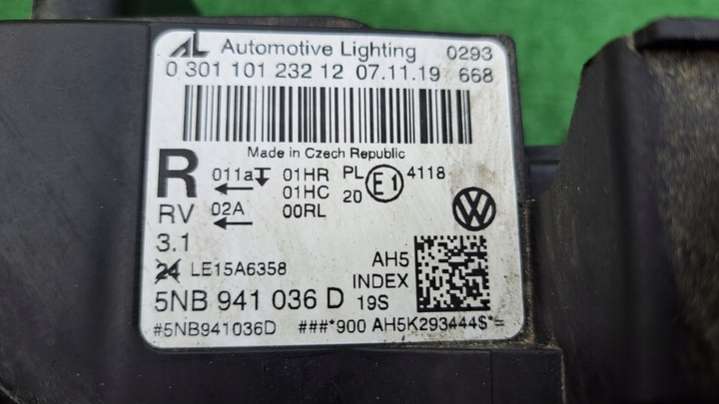 AL Automotive Lighting 0293
0 301 101 232 12 07.11.19 668
Made in Czech Republic
R 011a 01HR PL E1 4118
01HC 20
RV 02A 00RL
3.1
24 LE15A6358 AH5
INDEX
5NB 941 036 D 19S
#5NB941036D ###*900 AH5K293444$*=